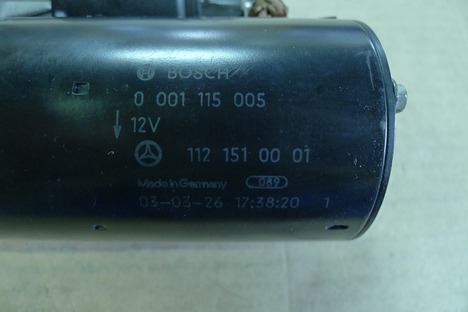 BOSCH
0 001 115 005
12V
112 151 00 01
Made in Germany 089
03-03-26 17:38:20 1